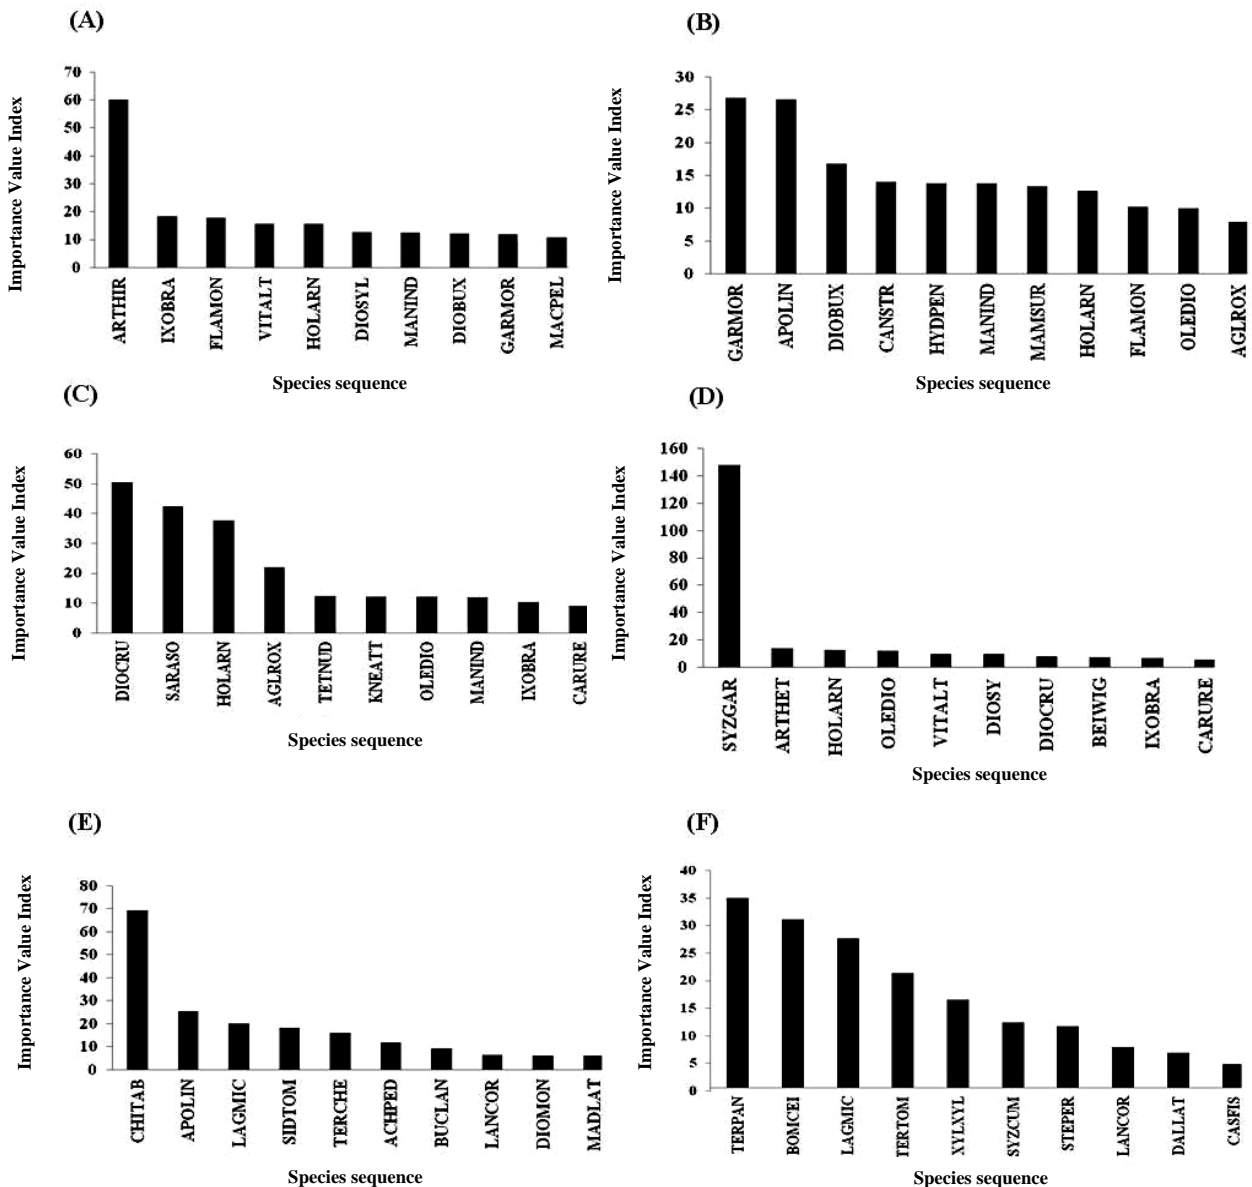 (A)
Importance Value Index
70
60
50
40
30
20
10
0
ARTHIR
IXOBRA
FLAMON
VITALT
HOLARN
DIOSYL
MANIND
DIOBUX
GARMOR
MACPEL
Species sequence
(B)
Importance Value Index
30
25
20
15
10
5
0
GARMOR
APOLIN
DIOBUX
CANSTR
HYDPEN
MANIND
MAMSUR
HOLARN
FLAMON
OLEDIO
AGLROX
Species sequence
(C)
Importance Value Index
60
50
40
30
20
10
0
DIOCRU
SARASO
HOLARN
AGLROX
TETNUD
KNEATT
OLEDIO
MANIND
IXOBRA
CARURE
Species sequence
(D)
Importance Value Index
160
140
120
100
80
60
40
20
0
SYZGAR
ARTHET
HOLARN
OLEDIO
VITALT
DIOSY
DIOCRU
BEIWIG
IXOBRA
CARURE
Species sequence
(E)
Importance Value Index
80
70
60
50
40
30
20
10
0
CHITAB
APOLIN
LAGMIC
SIDTOM
TERCHE
ACHPED
BUCLAN
LANCOR
DIOMON
MADLAT
Species sequence
(F)
Importance Value Index
40
35
30
25
20
15
10
5
0
TERPAN
BOMCEI
LAGMIC
TERTOM
XYLXYL
SYZCUM
STEPER
LANCOR
DALLAT
CASFIS
Species sequence